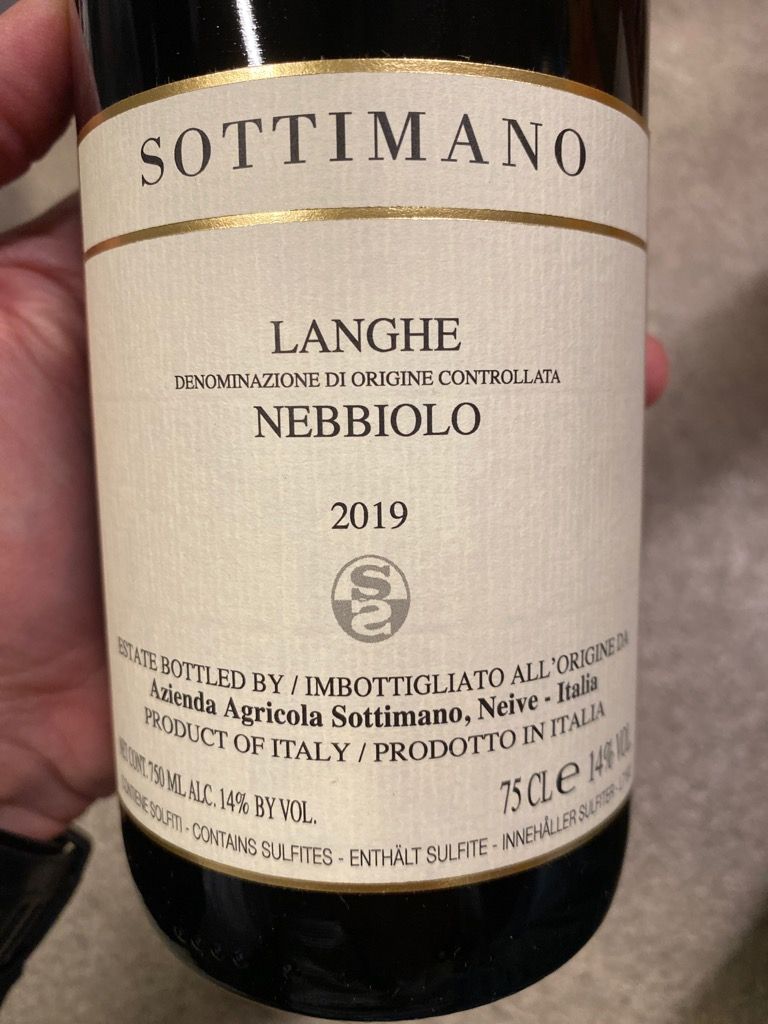 SOTTIMANO
LANGHE
DENOMINAZIONE DI ORIGINE CONTROLLATA
NEBBIOLO
2019
SS
ESTATE BOTTLED BY / IMBOTTIGLIATO ALL'ORIGINE DA
Azienda Agricola Sottimano, Neive - Italia
PRODUCT OF ITALY / PRODOTTO IN ITALIA
NET CONT. 750 ML ALC. 14% BY VOL.
75 CL e 14% VOL
CONTIENE SOLFITI - CONTAINS SULFITES - ENTHÄLT SULFITE - INNEHÅLLER SULFITER -